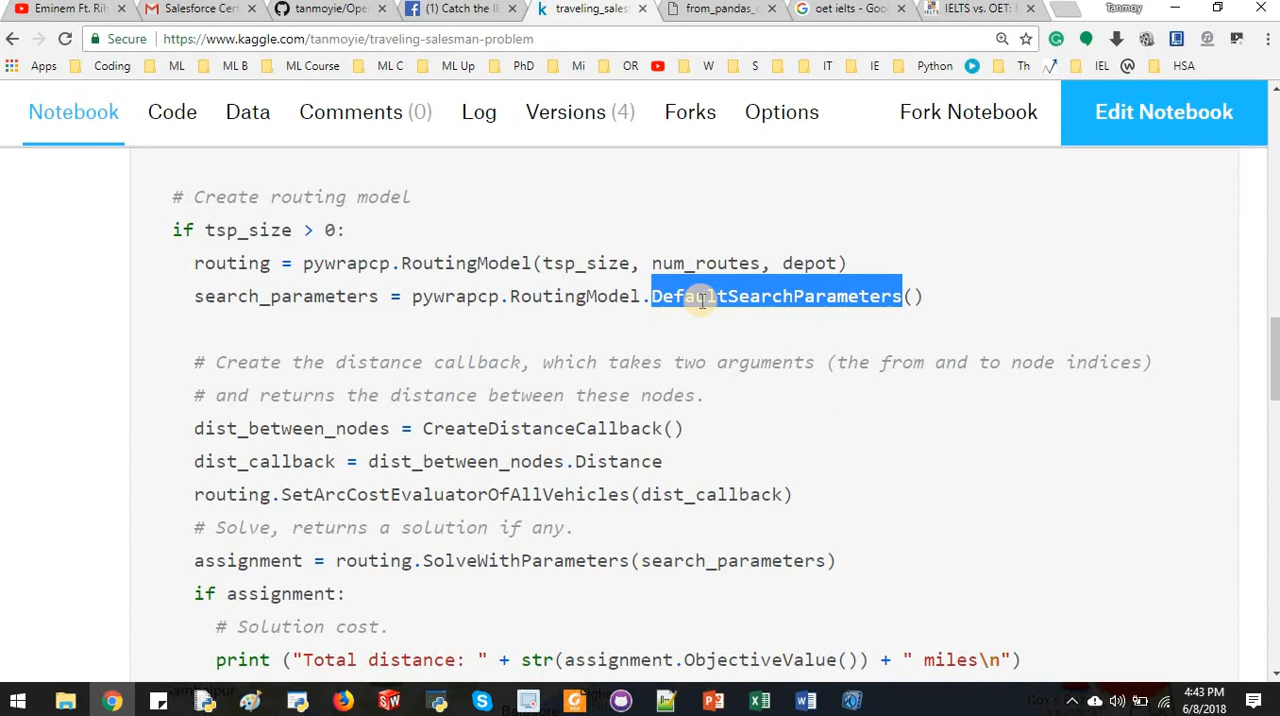 Eminem Ft. Rih
Salesforce Cert
tanmoyie/Oper
(1) Catch the I
traveling_sales
from_pandas_
oet ielts - Goo
IELTS vs. OET:
Tanmoy
Secure
https://www.kaggle.com/tanmoyie/traveling-salesman-problem
Apps Coding ML ML B ML Course ML C ML Up PhD Mi OR W S IT IE Python Th IEL HSA
Notebook Code Data Comments (0) Log Versions (4) Forks Options Fork Notebook Edit Notebook
# Create routing model
if tsp_size > 0:
routing = pywrapcp.RoutingModel(tsp_size, num_routes, depot)
search_parameters = pywrapcp.RoutingModel.DefaultSearchParameters()
# Create the distance callback, which takes two arguments (the from and to node indices)
# and returns the distance between these nodes.
dist_between_nodes = CreateDistanceCallback()
dist_callback = dist_between_nodes.Distance
routing.SetArcCostEvaluatorOfAllVehicles(dist_callback)
# Solve, returns a solution if any.
assignment = routing.SolveWithParameters(search_parameters)
if assignment:
# Solution cost.
print ("Total distance: " + str(assignment.ObjectiveValue()) + " miles\n")
4:43 PM
6/8/2018